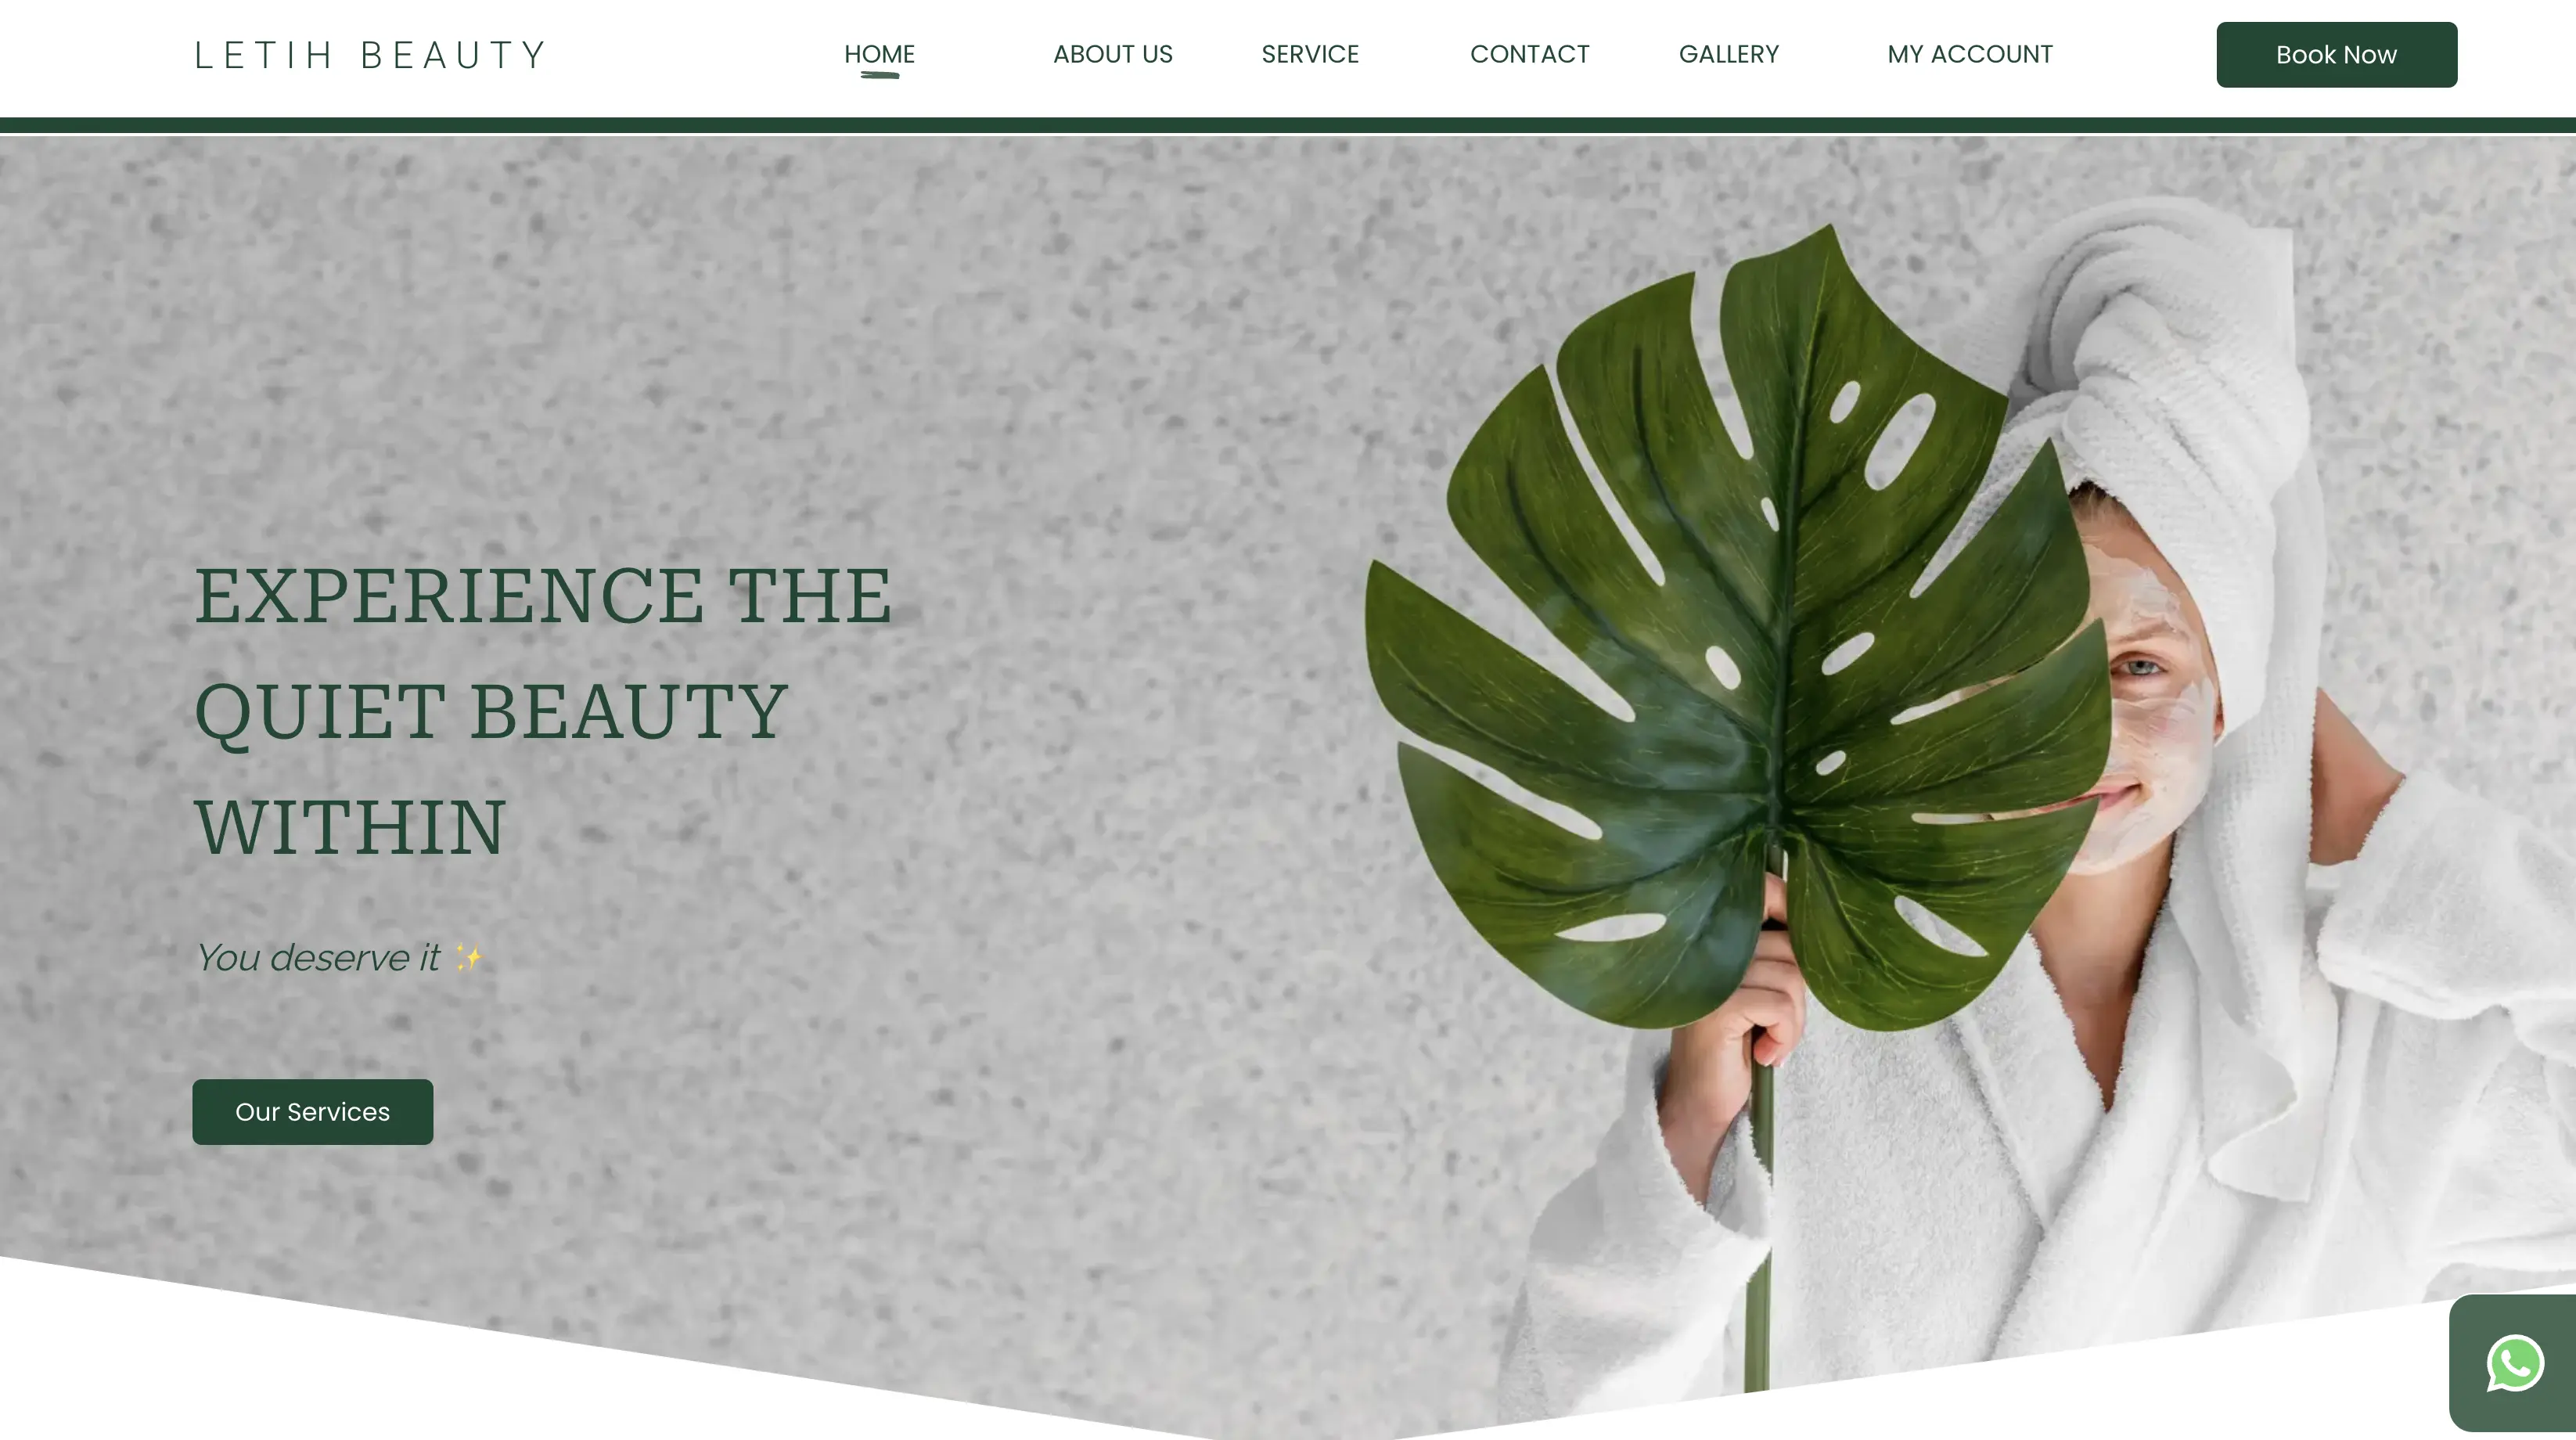 LETIH BEAUTY
HOME
ABOUT US
SERVICE
CONTACT
GALLERY
MY ACCOUNT
Book Now
EXPERIENCE THE
QUIET BEAUTY
WITHIN
You deserve it ✨
Our Services